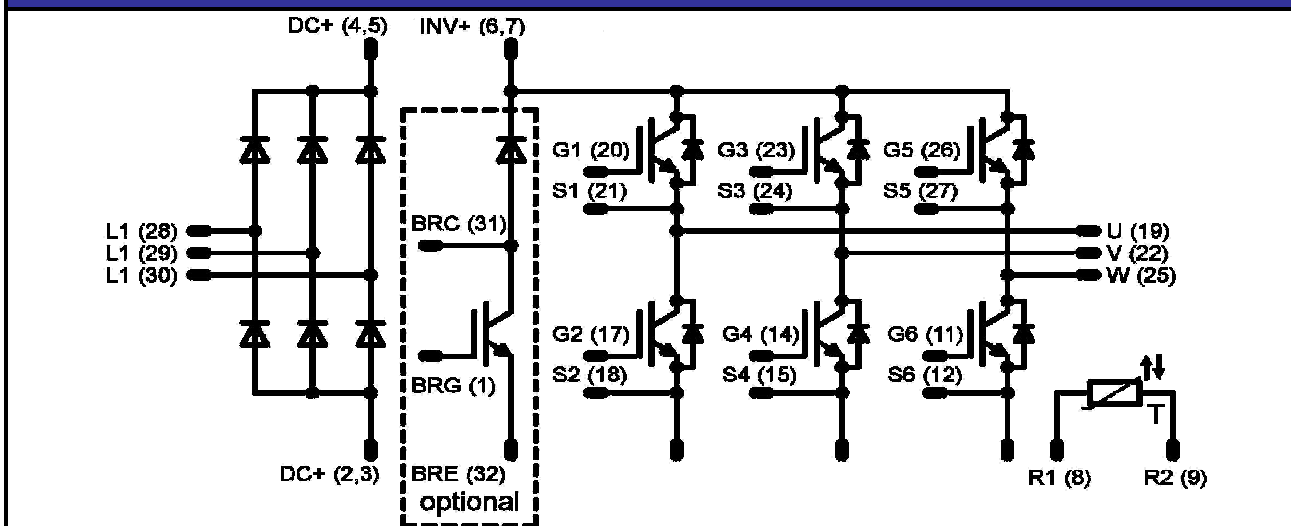 DC+ (4,5) INV+ (6,7)
G1 (20) G3 (23) G5 (26)
S1 (21) S3 (24) S5 (27)
BRC (31)
L1 (28) U (19)
L1 (29) V (22)
L1 (30) W (25)
G2 (17) G4 (14) G6 (11)
BRG (1) S2 (18) S4 (15) S6 (12)
T
DC+ (2,3) BRE (32) R1 (8) R2 (9)
optional